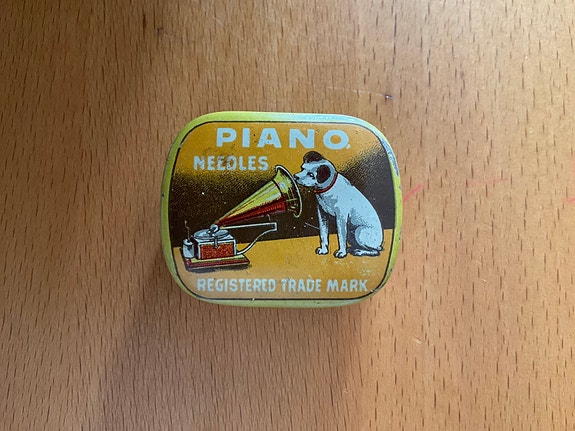 PIANO
NEEDLES
REGISTERED TRADE MARK